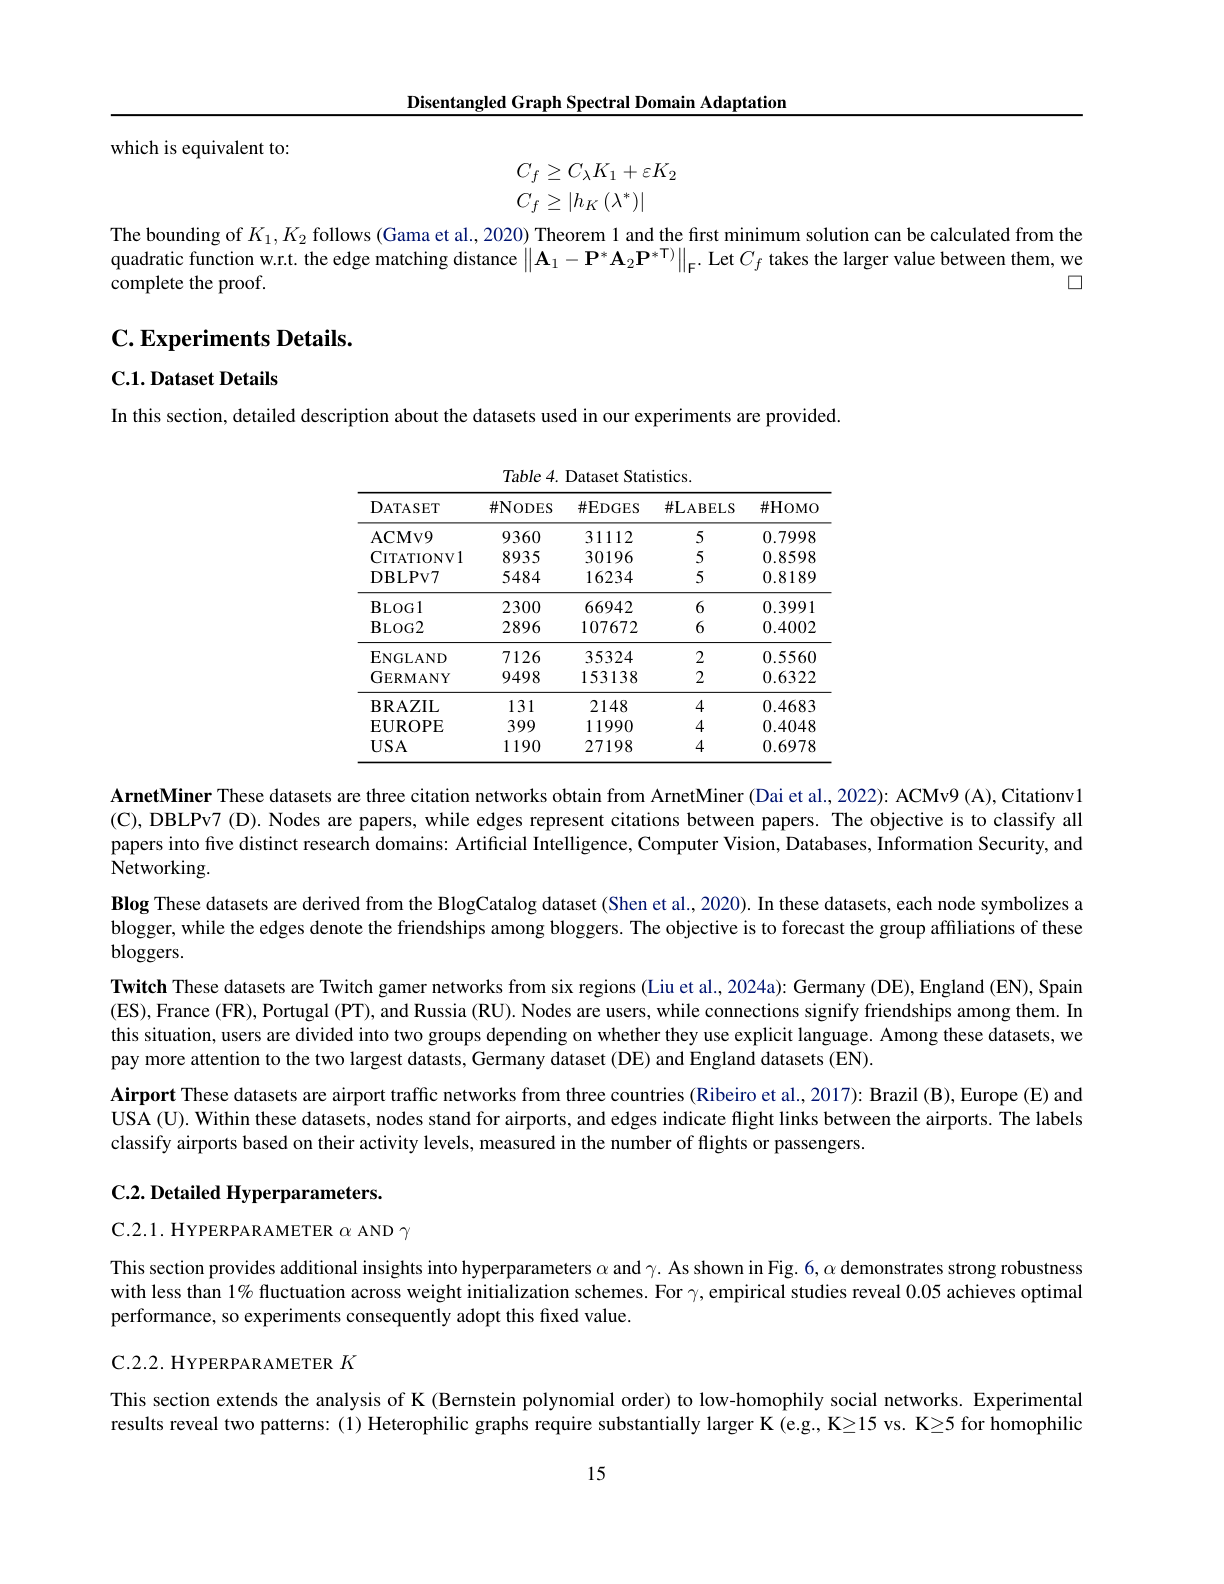 Disentangled Graph Spectral Domain Adaptation
which is equivalent to:
C_f ≥ C_λ K_1 + εK_2
C_f ≥ |h_K (λ*)|
The bounding of K_1, K_2 follows (Gama et al., 2020) Theorem 1 and the first minimum solution can be calculated from the
quadratic function w.r.t. the edge matching distance ‖A_1 − P*A_2P*ᵀ)‖_F. Let C_f takes the larger value between them, we
complete the proof. □
C. Experiments Details.
C.1. Dataset Details
In this section, detailed description about the datasets used in our experiments are provided.
Table 4. Dataset Statistics.
DATASET #NODES #EDGES #LABELS #HOMO
ACMV9 9360 31112 5 0.7998
CITATIONV1 8935 30196 5 0.8598
DBLPV7 5484 16234 5 0.8189
BLOG1 2300 66942 6 0.3991
BLOG2 2896 107672 6 0.4002
ENGLAND 7126 35324 2 0.5560
GERMANY 9498 153138 2 0.6322
BRAZIL 131 2148 4 0.4683
EUROPE 399 11990 4 0.4048
USA 1190 27198 4 0.6978
ArnetMiner These datasets are three citation networks obtain from ArnetMiner (Dai et al., 2022): ACMv9 (A), Citationv1
(C), DBLPv7 (D). Nodes are papers, while edges represent citations between papers. The objective is to classify all
papers into five distinct research domains: Artificial Intelligence, Computer Vision, Databases, Information Security, and
Networking.
Blog These datasets are derived from the BlogCatalog dataset (Shen et al., 2020). In these datasets, each node symbolizes a
blogger, while the edges denote the friendships among bloggers. The objective is to forecast the group affiliations of these
bloggers.
Twitch These datasets are Twitch gamer networks from six regions (Liu et al., 2024a): Germany (DE), England (EN), Spain
(ES), France (FR), Portugal (PT), and Russia (RU). Nodes are users, while connections signify friendships among them. In
this situation, users are divided into two groups depending on whether they use explicit language. Among these datasets, we
pay more attention to the two largest datasts, Germany dataset (DE) and England datasets (EN).
Airport These datasets are airport traffic networks from three countries (Ribeiro et al., 2017): Brazil (B), Europe (E) and
USA (U). Within these datasets, nodes stand for airports, and edges indicate flight links between the airports. The labels
classify airports based on their activity levels, measured in the number of flights or passengers.
C.2. Detailed Hyperparameters.
C.2.1. HYPERPARAMETER α AND γ
This section provides additional insights into hyperparameters α and γ. As shown in Fig. 6, α demonstrates strong robustness
with less than 1% fluctuation across weight initialization schemes. For γ, empirical studies reveal 0.05 achieves optimal
performance, so experiments consequently adopt this fixed value.
C.2.2. HYPERPARAMETER K
This section extends the analysis of K (Bernstein polynomial order) to low-homophily social networks. Experimental
results reveal two patterns: (1) Heterophilic graphs require substantially larger K (e.g., K≥15 vs. K≥5 for homophilic
15